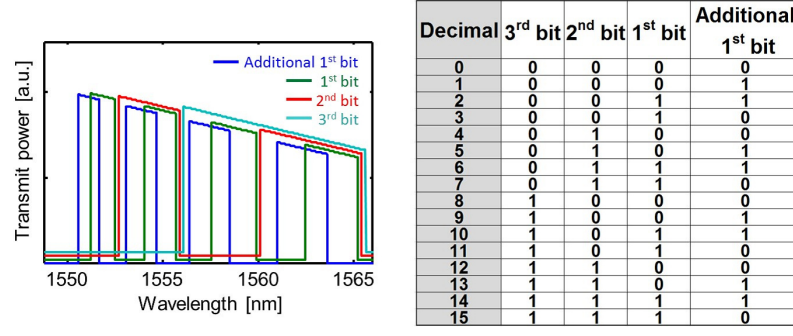 Transmit power [a.u.]
Additional 1st bit
1st bit
2nd bit
3rd bit
1550 1555 1560 1565
Wavelength [nm]
Decimal 3rd bit 2nd bit 1st bit Additional 1st bit
0 0 0 0 0
1 0 0 0 1
2 0 0 1 1
3 0 0 1 0
4 0 1 0 0
5 0 1 0 1
6 0 1 1 1
7 0 1 1 0
8 1 0 0 0
9 1 0 0 1
10 1 0 1 1
11 1 0 1 0
12 1 1 0 0
13 1 1 0 1
14 1 1 1 1
15 1 1 1 0